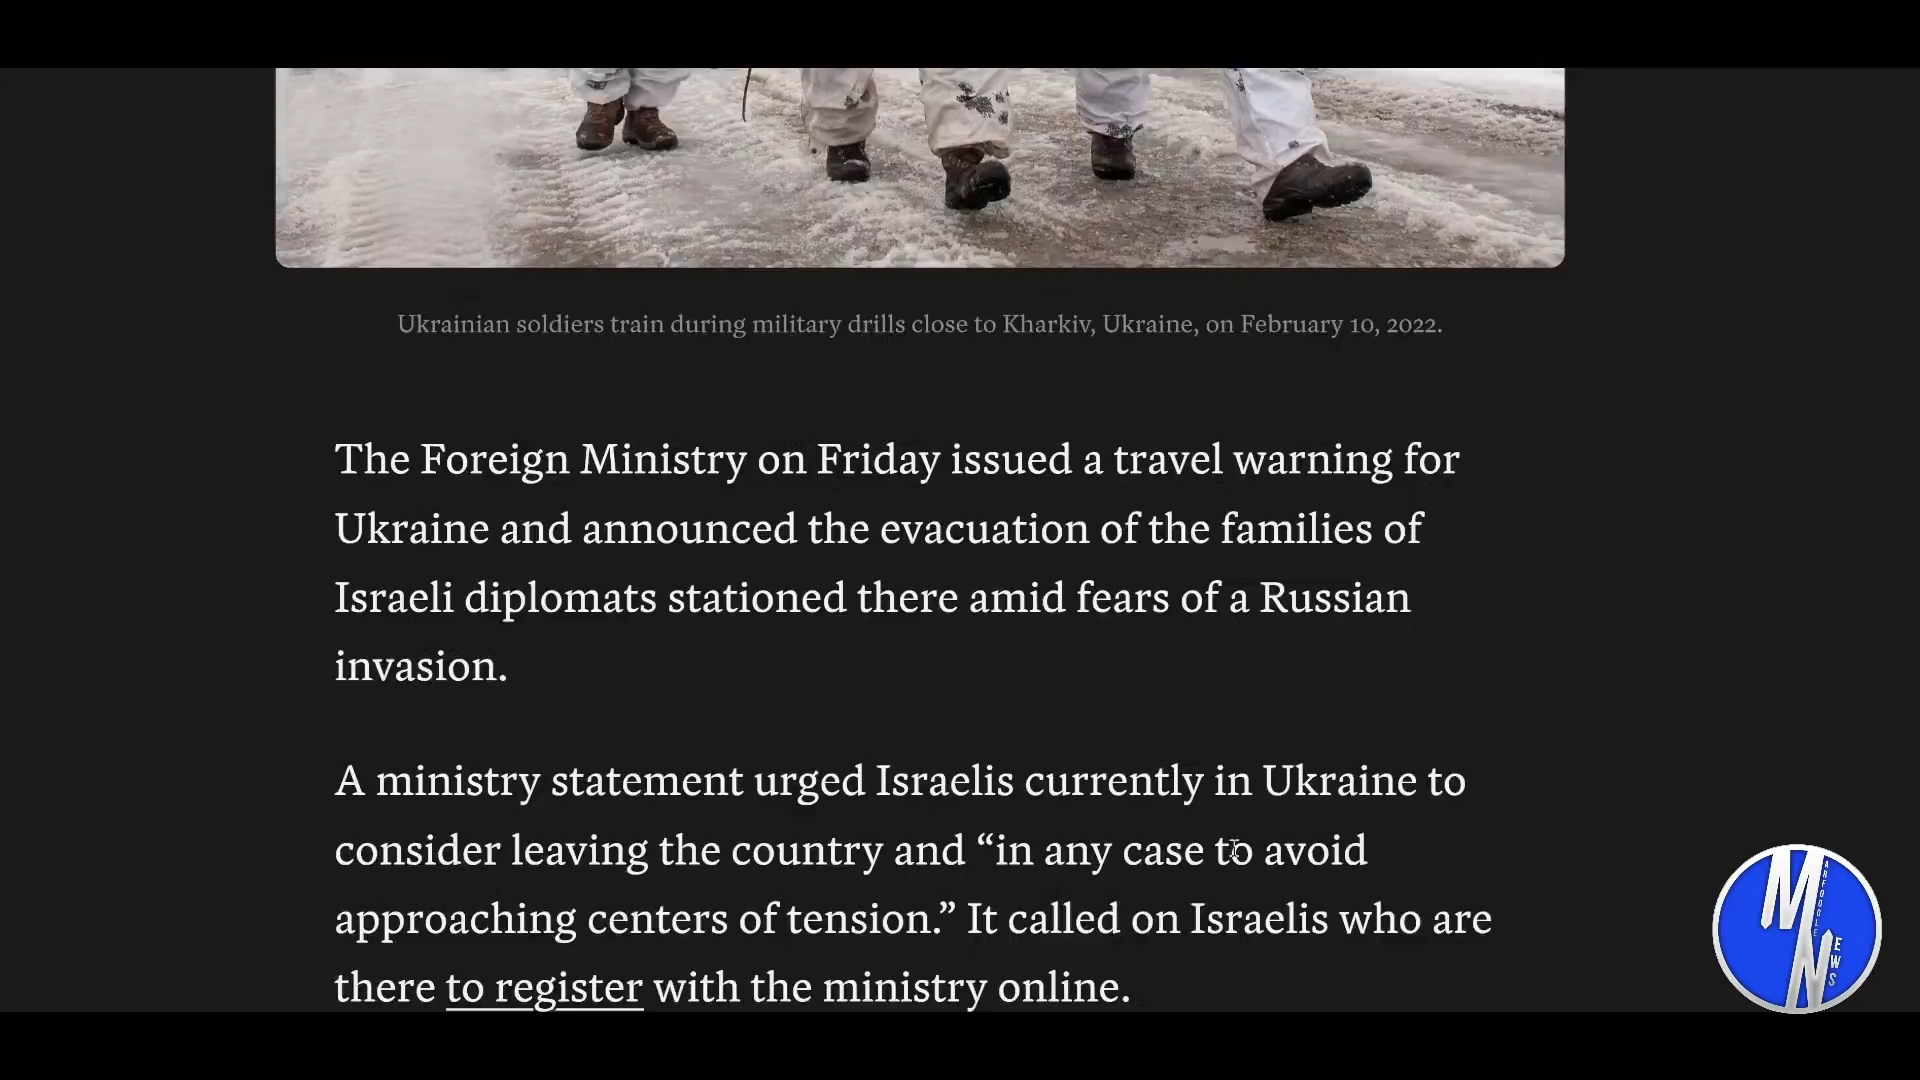 Ukrainian soldiers train during military drills close to Kharkiv, Ukraine, on February 10, 2022.
The Foreign Ministry on Friday issued a travel warning for
Ukraine and announced the evacuation of the families of
Israeli diplomats stationed there amid fears of a Russian
invasion.
A ministry statement urged Israelis currently in Ukraine to
consider leaving the country and “in any case to avoid
approaching centers of tension.” It called on Israelis who are
there to register with the ministry online.
MARFOOGLE
NEWS